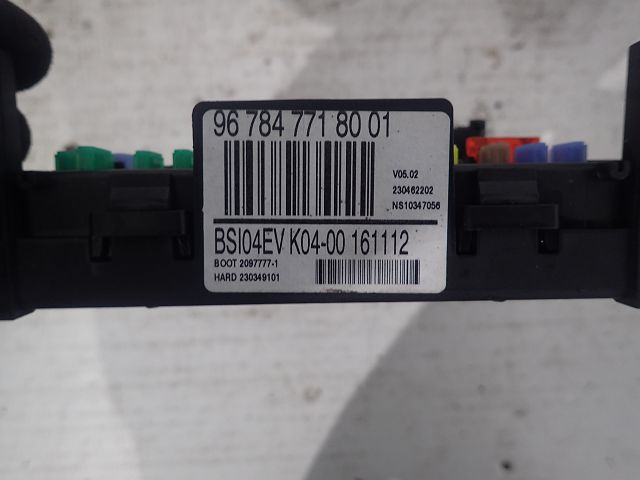 96 784 771 80 01
V05.02
230462202
NS10347056
BSI04EV K04-00 161112
BOOT 2097777-1
HARD 230349101